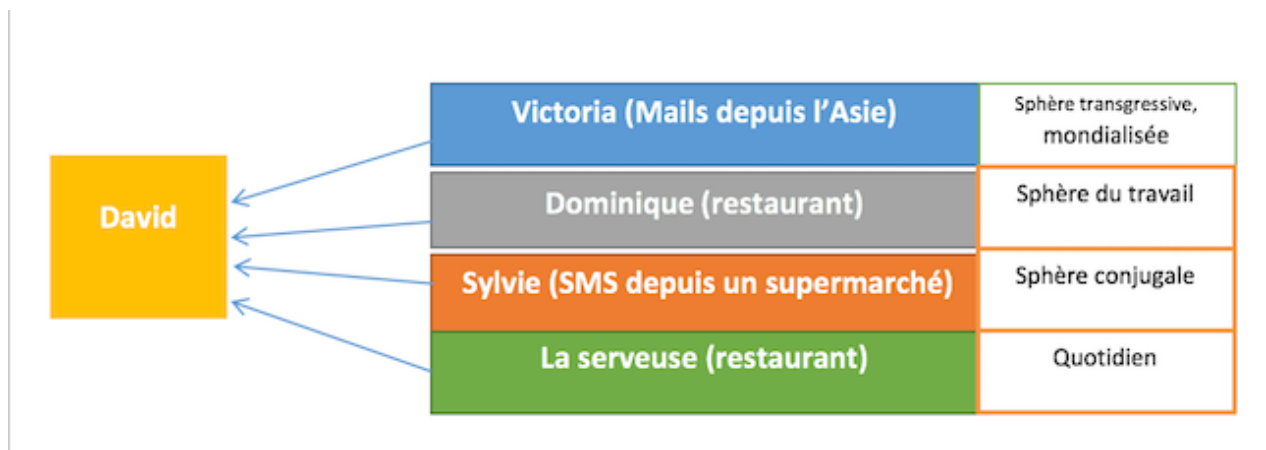 Victoria (Mails depuis l'Asie)
Sphère transgressive,
mondialisée
David
Dominique (restaurant)
Sphère du travail
Sylvie (SMS depuis un supermarché)
Sphère conjugale
La serveuse (restaurant)
Quotidien